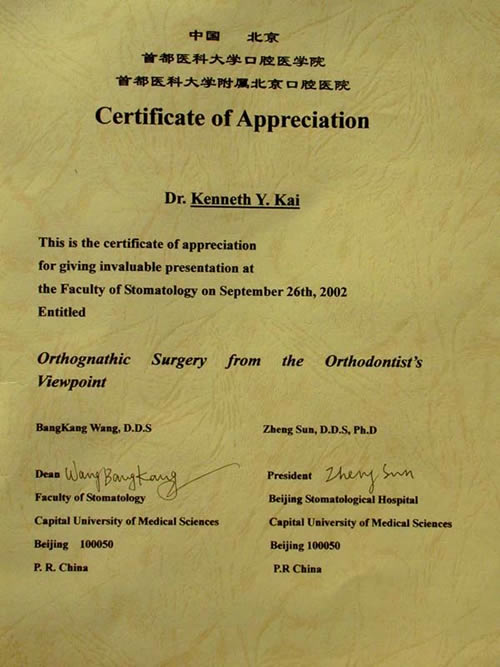 中国 北京
首都医科大学口腔医学院
首都医科大学附属北京口腔医院
Certificate of Appreciation
Dr. Kenneth Y. Kai
This is the certificate of appreciation
for giving invaluable presentation at
the Faculty of Stomatology on September 26th, 2002
Entitled
Orthognathic Surgery from the Orthodontist's
Viewpoint
BangKang Wang, D.D.S
Dean Wang BangKang
Faculty of Stomatology
Capital University of Medical Sciences
Beijing 100050
P. R. China
Zheng Sun, D.D.S, Ph.D
President Zheng Sun
Beijing Stomatological Hospital
Capital University of Medical Sciences
Beijing 100050
P.R China